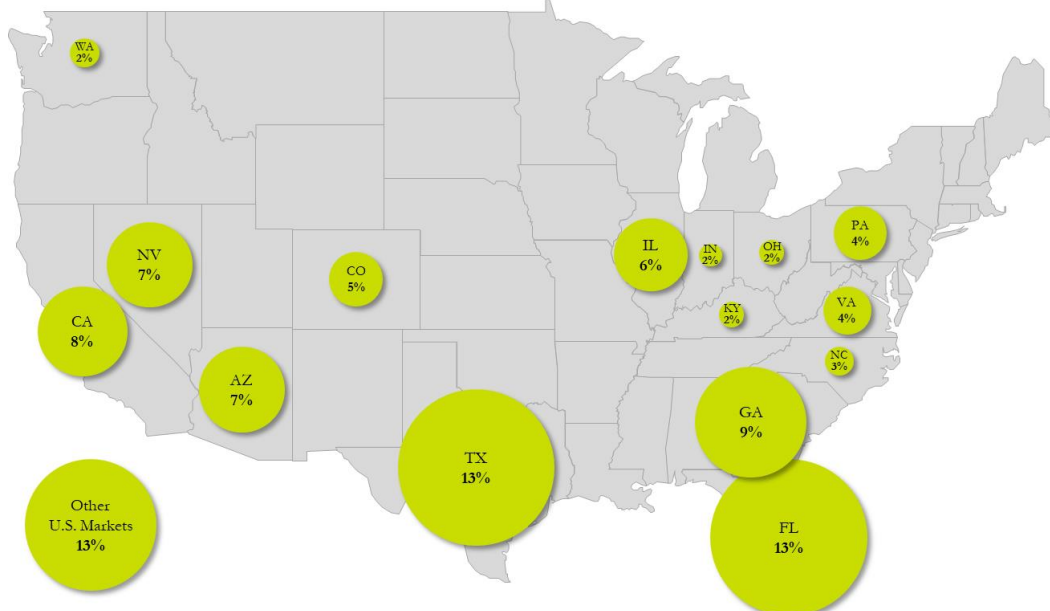 WA
2%
NV
7%
CO
5%
IL
6%
IN
2%
OH
2%
PA
4%
CA
8%
KY
2%
VA
4%
AZ
7%
NC
3%
GA
9%
TX
13%
Other
U.S. Markets
13%
FL
13%